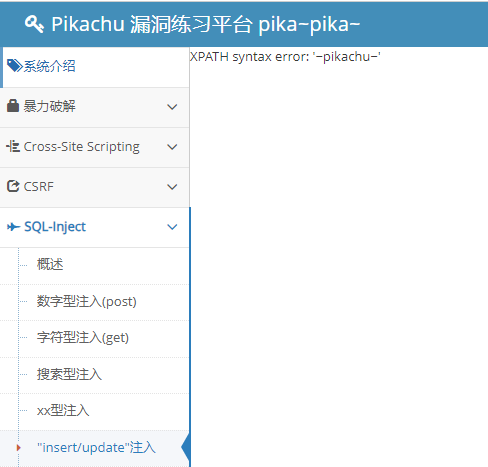 Pikachu 漏洞练习平台 pika~pika~
系统介绍
XPATH syntax error: '~pikachu~'
暴力破解
Cross-Site Scripting
CSRF
SQL-Inject
概述
数字型注入(post)
字符型注入(get)
搜索型注入
xx型注入
"insert/update"注入